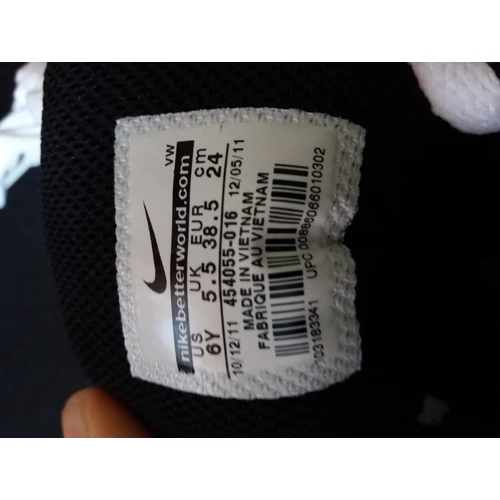 VW
nikebetterworld.com
US UK EUR cm
6Y 5.5 38.5 24
10/12/11 454055-016 12/05/11
MADE IN VIETNAM
FABRIQUE AU VIETNAM
UPC 00886066010302
03183341